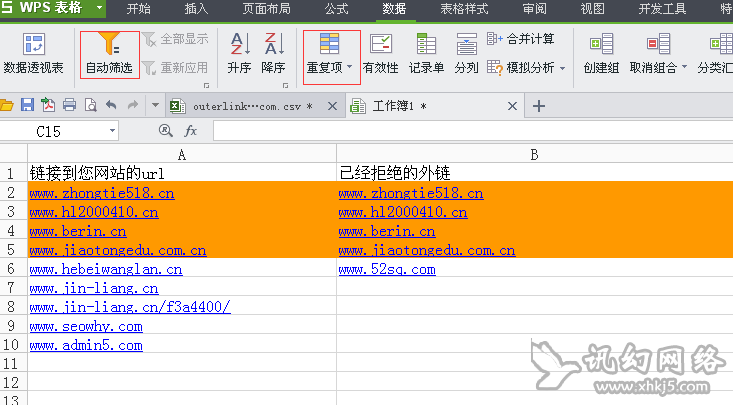 S WPS 表格 开始 插入 页面布局 公式 数据 表格样式 审阅 视图 开发工具 特
数据透视表 自动筛选 全部显示 重新应用 升序 降序 重复项 有效性 记录单 分列 合并计算 模拟分析 创建组 取消组合 分类汇
outerlink…com.csv * 工作簿1 *
C15 fx
A B
1 链接到您网站的url 已经拒绝的外链
2 www.zhongtie518.cn www.zhongtie518.cn
3 www.hl2000410.cn www.hl2000410.cn
4 www.berin.cn www.berin.cn
5 www.jiaotongedu.com.cn www.jiaotongedu.com.cn
6 www.hebeiwanglan.cn www.52sq.com
7 www.jin-liang.cn
8 www.jin-liang.cn/f3a4400/
9 www.seowhy.com
10 www.admin5.com
11
12
13
讯幻网络
www.xhkj5.com